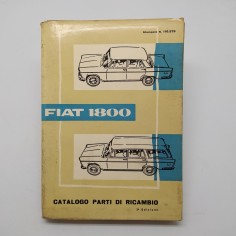 FIAT 1800
CATALOGO PARTI DI RICAMBIO